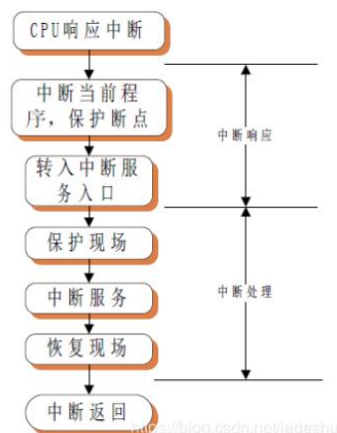 CPU响应中断
中断当前程
序，保护断点
中断响应
转入中断服
务入口
保护现场
中断服务
中断处理
恢复现场
中断返回
https://blog.csdn.net/jadeshu